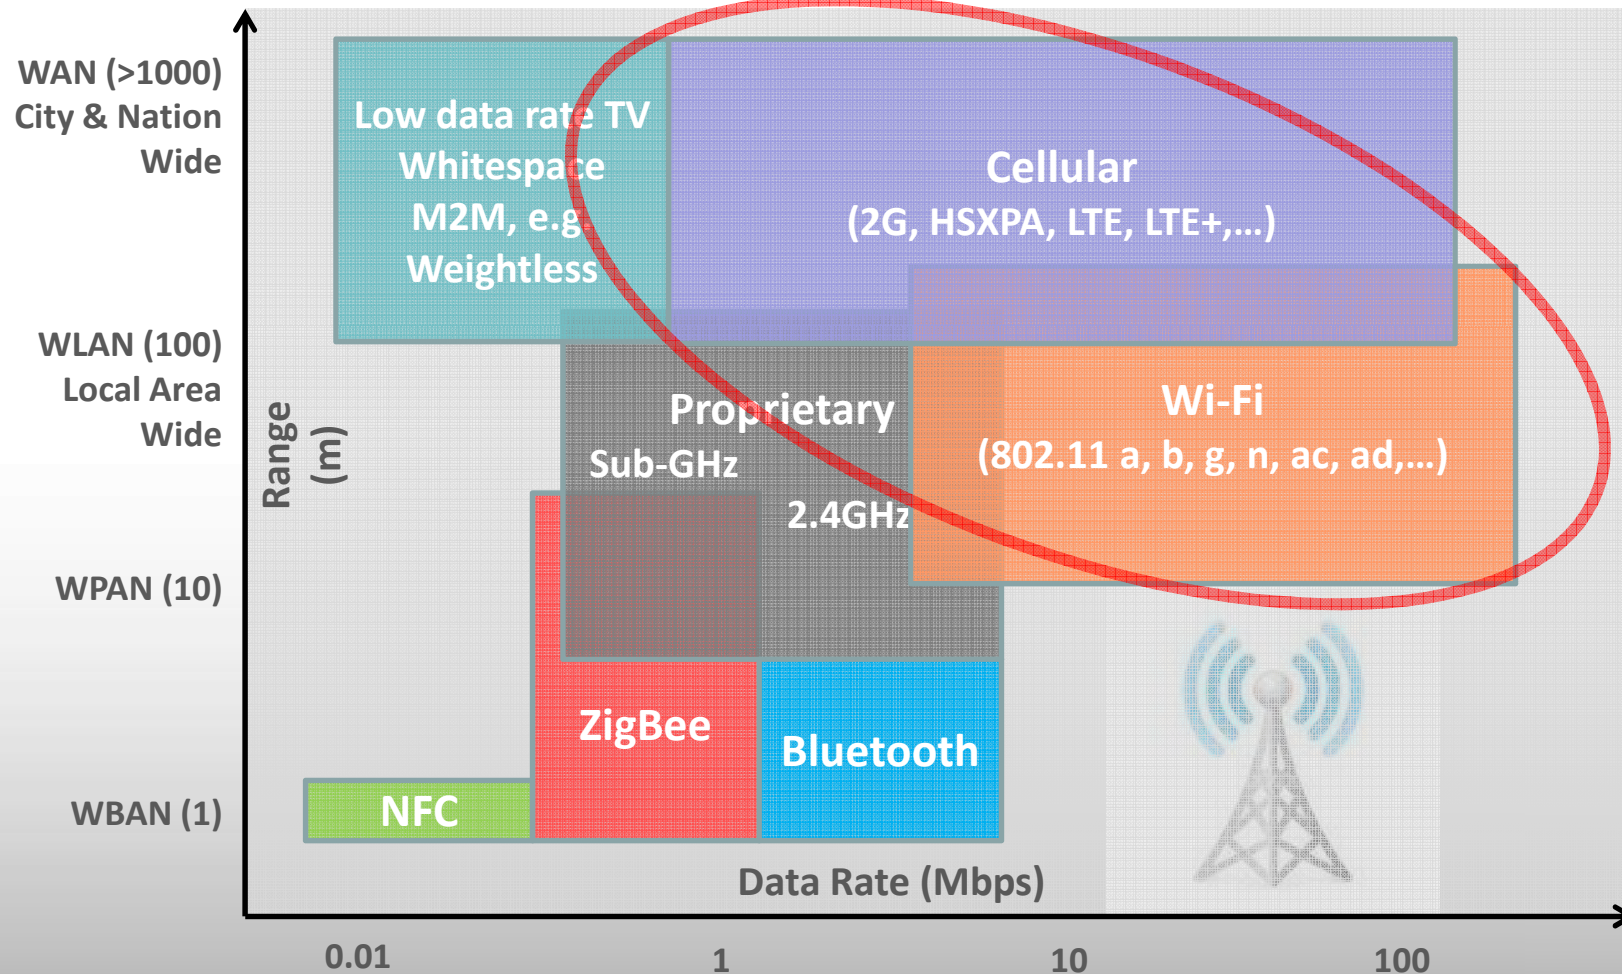 WAN (>1000)
City & Nation
Wide
WLAN (100)
Local Area
Wide
WPAN (10)
WBAN (1)
Range
(m)
Low data rate TV
Whitespace
M2M, e.g.
Weightless
Cellular
(2G, HSXPA, LTE, LTE+,...)
Proprietary
Sub-GHz
2.4GHz
Wi-Fi
(802.11 a, b, g, n, ac, ad,...)
ZigBee
Bluetooth
NFC
Data Rate (Mbps)
0.01
1
10
100